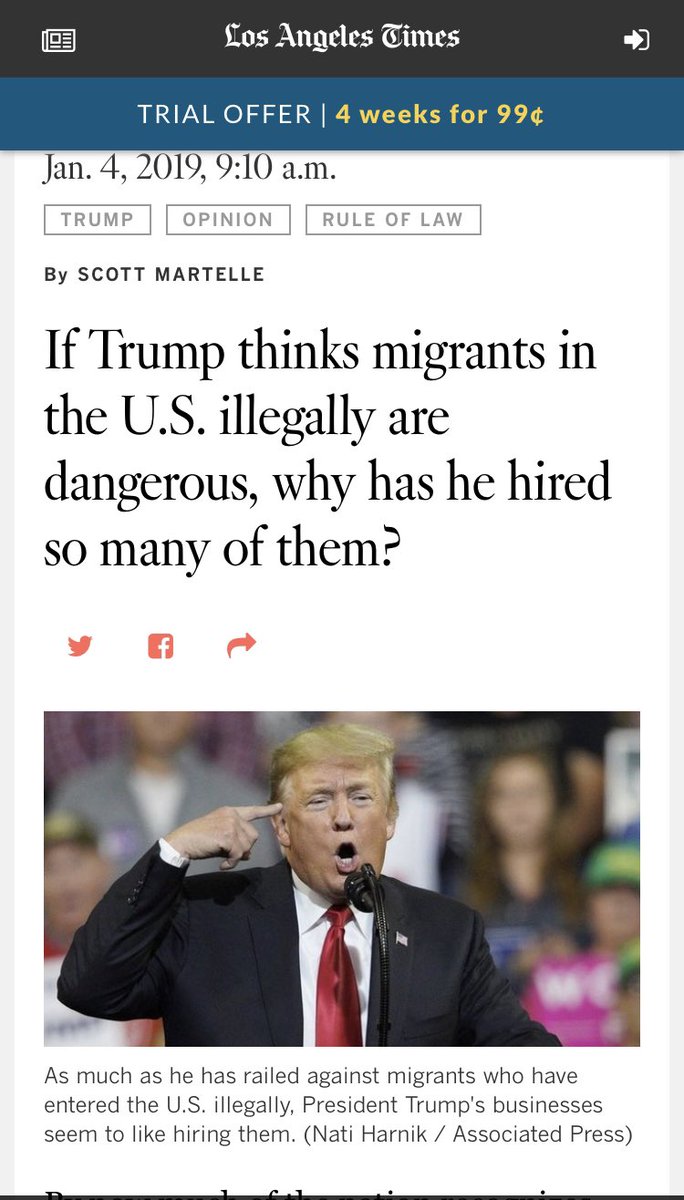 Los Angeles Times
TRIAL OFFER | 4 weeks for 99¢
Jan. 4, 2019, 9:10 a.m.
TRUMP OPINION RULE OF LAW
By SCOTT MARTELLE
If Trump thinks migrants in
the U.S. illegally are
dangerous, why has he hired
so many of them?
As much as he has railed against migrants who have
entered the U.S. illegally, President Trump's businesses
seem to like hiring them. (Nati Harnik / Associated Press)